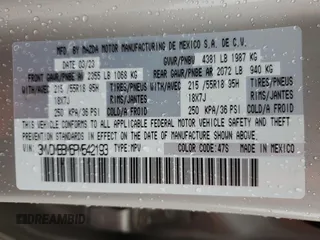 MFD. BY MAZDA MOTOR MANUFACTURING DE MEXICO S.A. DE C.V.
DATE 03/23 GVWR/PNBV 4381 LB 1987 KG
FRONT GAWR/PNBE AV 2355 LB 1068 KG REAR GAWR/PNBE AR 2072 LB 940 KG
WITH/AVEC 215/55R18 95H TIRES/PNEUS WITH/AVEC 215/55R18 95H TIRES/PNEUS
18X7J RIMS/JANTES 18X7J RIMS/JANTES
250 KPA/36 PSI COLD/A FROID 250 KPA/36 PSI COLD/A FROID
THIS VEHICLE CONFORMS TO ALL APPLICABLE FEDERAL MOTOR VEHICLE SAFETY
STANDARDS IN EFFECT ON THE DATE OF MANUFACTURE SHOWN ABOVE.
TYPE: MPV COLOR: 47S MADE IN MEXICO
DREAMBID